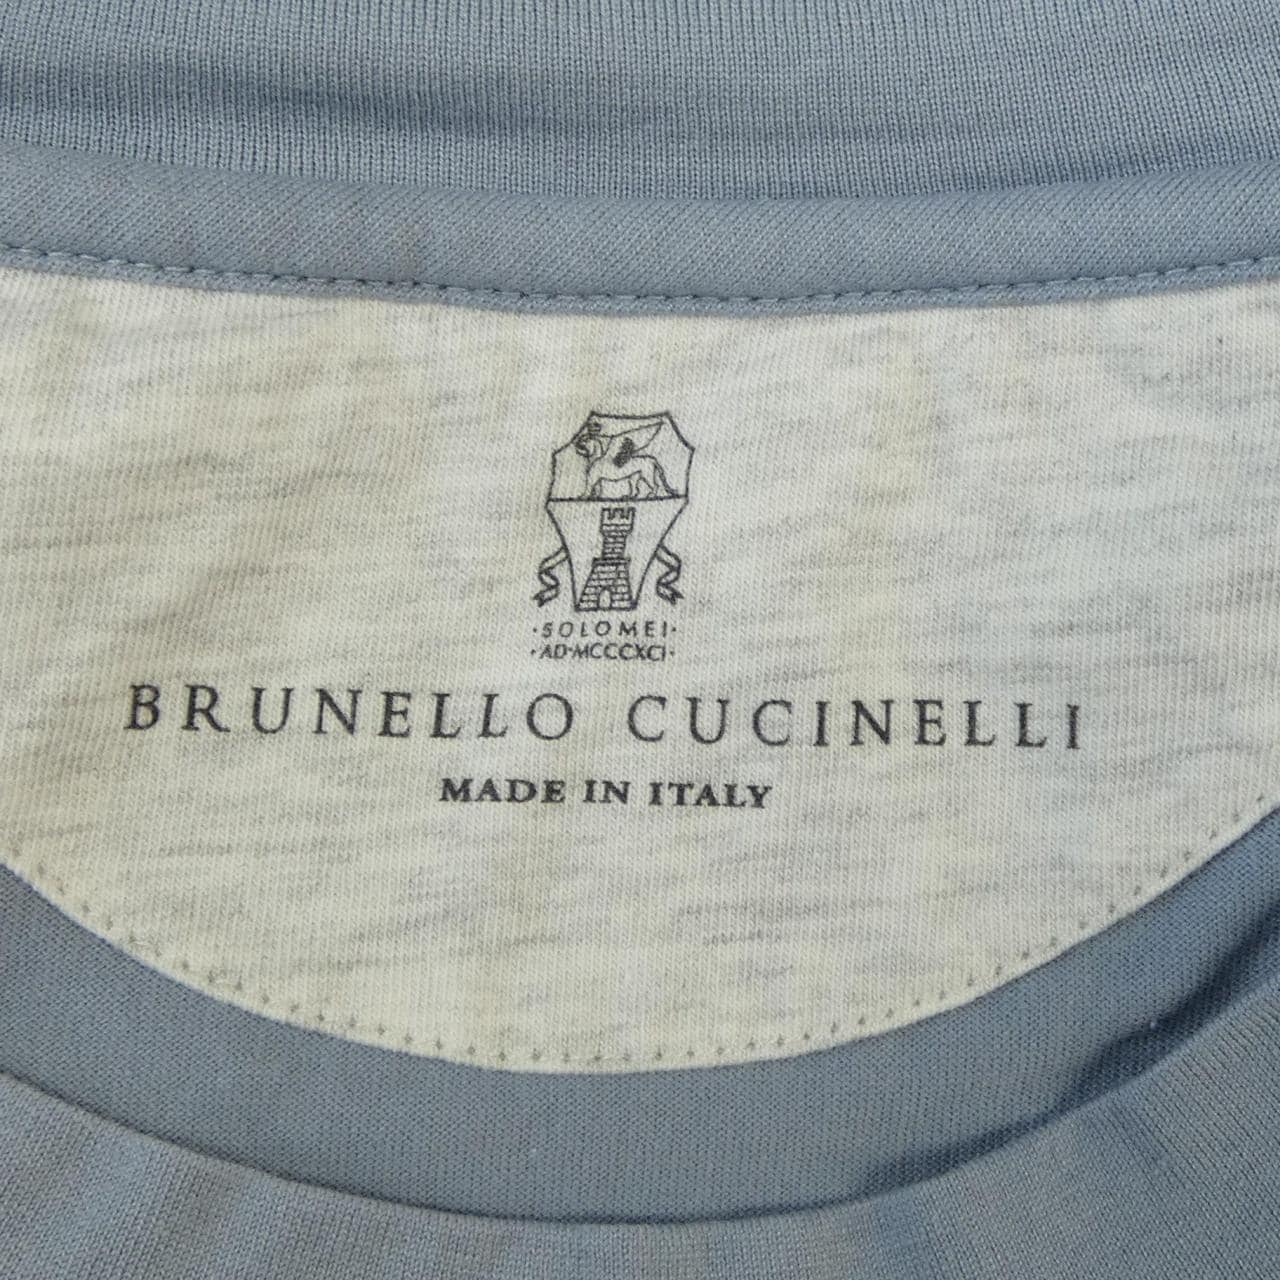 ·SOLOMEI·
·AD·MCCCXCI·
BRUNELLO CUCINELLI
MADE IN ITALY